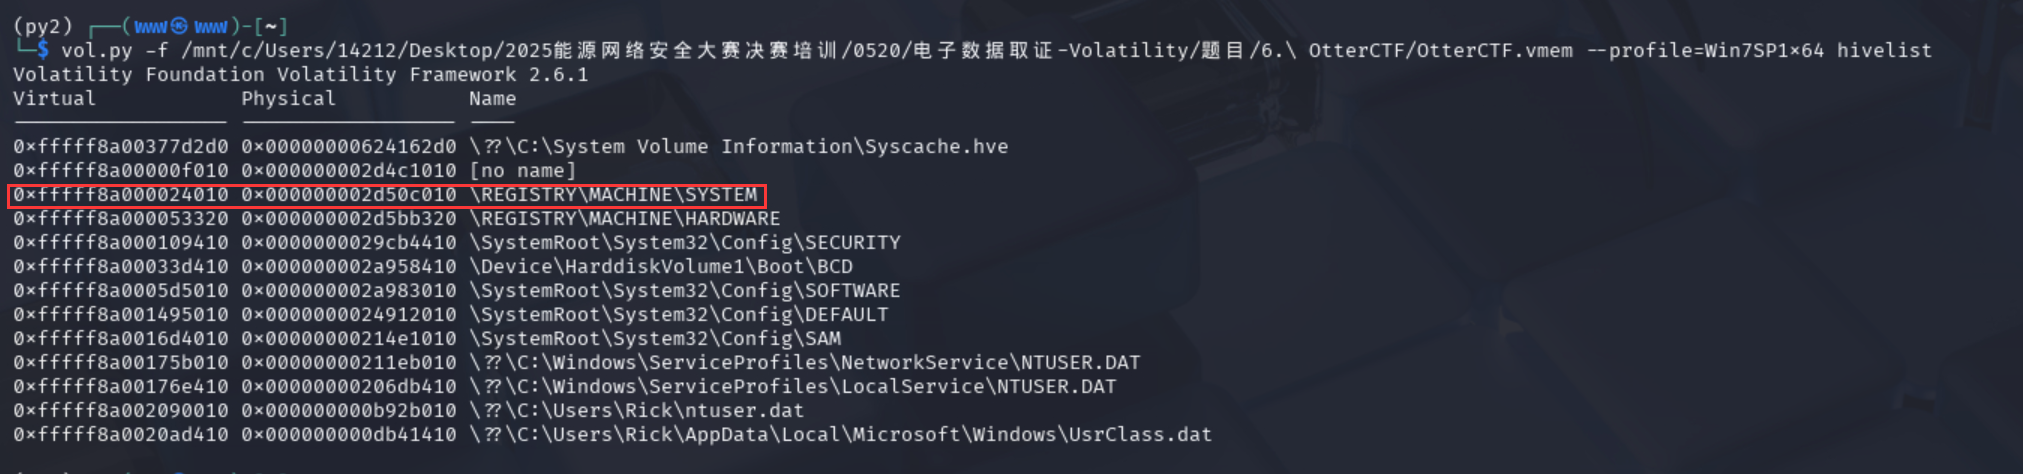 (py2) ┌──(www㉿www)-[~]
└─$ vol.py -f /mnt/c/Users/14212/Desktop/2025能源网络安全大赛决赛培训/0520/电子数据取证-Volatility/题目/6.\ OtterCTF/OtterCTF.vmem --profile=Win7SP1x64 hivelist
Volatility Foundation Volatility Framework 2.6.1
Virtual            Physical           Name
------------------ ------------------ ----
0xfffff8a00377d2d0 0x00000000624162d0 \??\C:\System Volume Information\Syscache.hve
0xfffff8a00000f010 0x000000002d4c1010 [no name]
0xfffff8a000024010 0x000000002d50c010 \REGISTRY\MACHINE\SYSTEM
0xfffff8a000053320 0x000000002d5bb320 \REGISTRY\MACHINE\HARDWARE
0xfffff8a000109410 0x0000000029cb4410 \SystemRoot\System32\Config\SECURITY
0xfffff8a00033d410 0x000000002a958410 \Device\HarddiskVolume1\Boot\BCD
0xfffff8a0005d5010 0x000000002a983010 \SystemRoot\System32\Config\SOFTWARE
0xfffff8a001495010 0x0000000024912010 \SystemRoot\System32\Config\DEFAULT
0xfffff8a0016d4010 0x00000000214e1010 \SystemRoot\System32\Config\SAM
0xfffff8a00175b010 0x00000000211eb010 \??\C:\Windows\ServiceProfiles\NetworkService\NTUSER.DAT
0xfffff8a00176e410 0x00000000206db410 \??\C:\Windows\ServiceProfiles\LocalService\NTUSER.DAT
0xfffff8a002090010 0x000000000b92b010 \??\C:\Users\Rick\ntuser.dat
0xfffff8a0020ad410 0x000000000db41410 \??\C:\Users\Rick\AppData\Local\Microsoft\Windows\UsrClass.dat